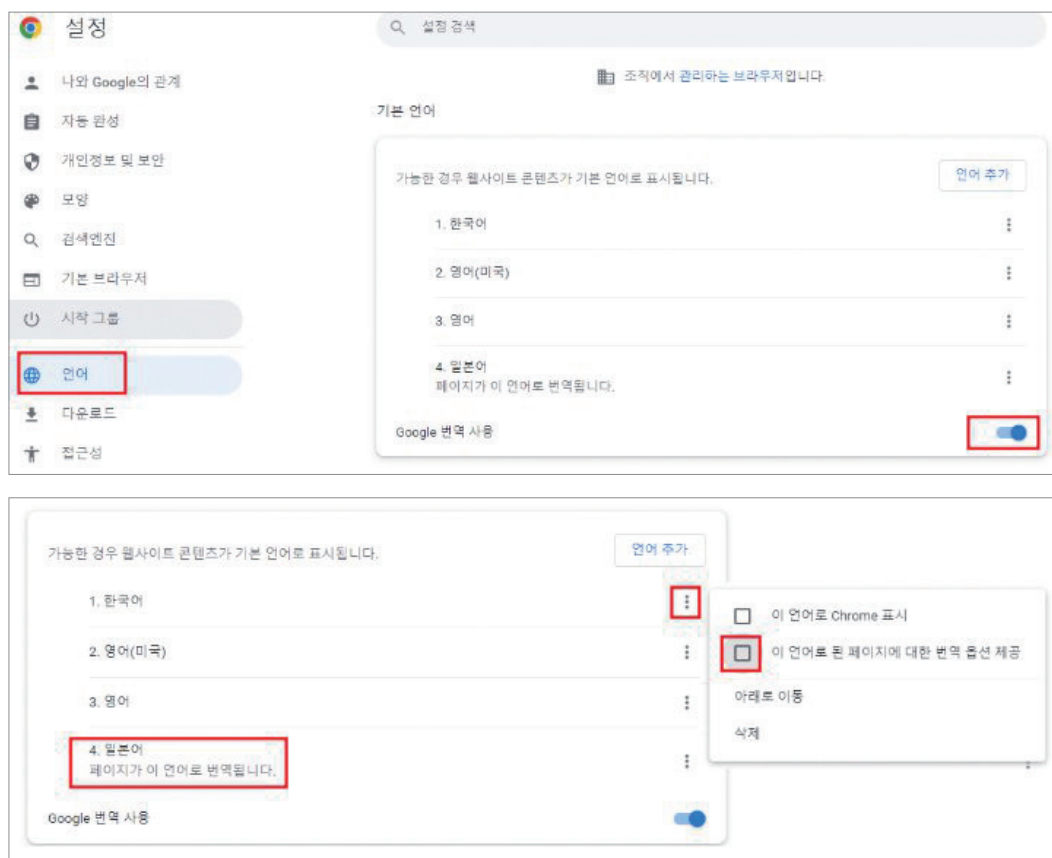 설정
설정 검색
나와 Google의 관계
자동 완성
개인정보 및 보안
모양
검색엔진
기본 브라우저
시작 그룹
언어
다운로드
접근성
조직에서 관리하는 브라우저입니다.
기본 언어
가능한 경우 웹사이트 콘텐츠가 기본 언어로 표시됩니다.
언어 추가
1. 한국어
2. 영어(미국)
3. 영어
4. 일본어
페이지가 이 언어로 번역됩니다.
Google 번역 사용
가능한 경우 웹사이트 콘텐츠가 기본 언어로 표시됩니다.
언어 추가
1. 한국어
2. 영어(미국)
3. 영어
4. 일본어
페이지가 이 언어로 번역됩니다.
Google 번역 사용
이 언어로 Chrome 표시
이 언어로 된 페이지에 대한 번역 옵션 제공
아래로 이동
삭제